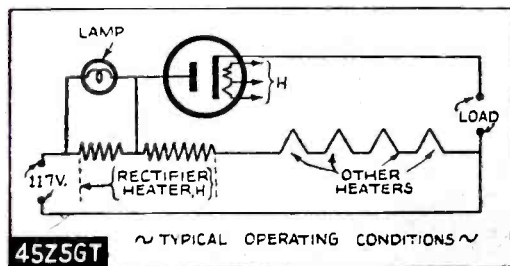 LAMP
H
LOAD
117V.
RECTIFIER
HEATER, H
OTHER
HEATERS
45Z5GT
~ TYPICAL OPERATING CONDITIONS ~